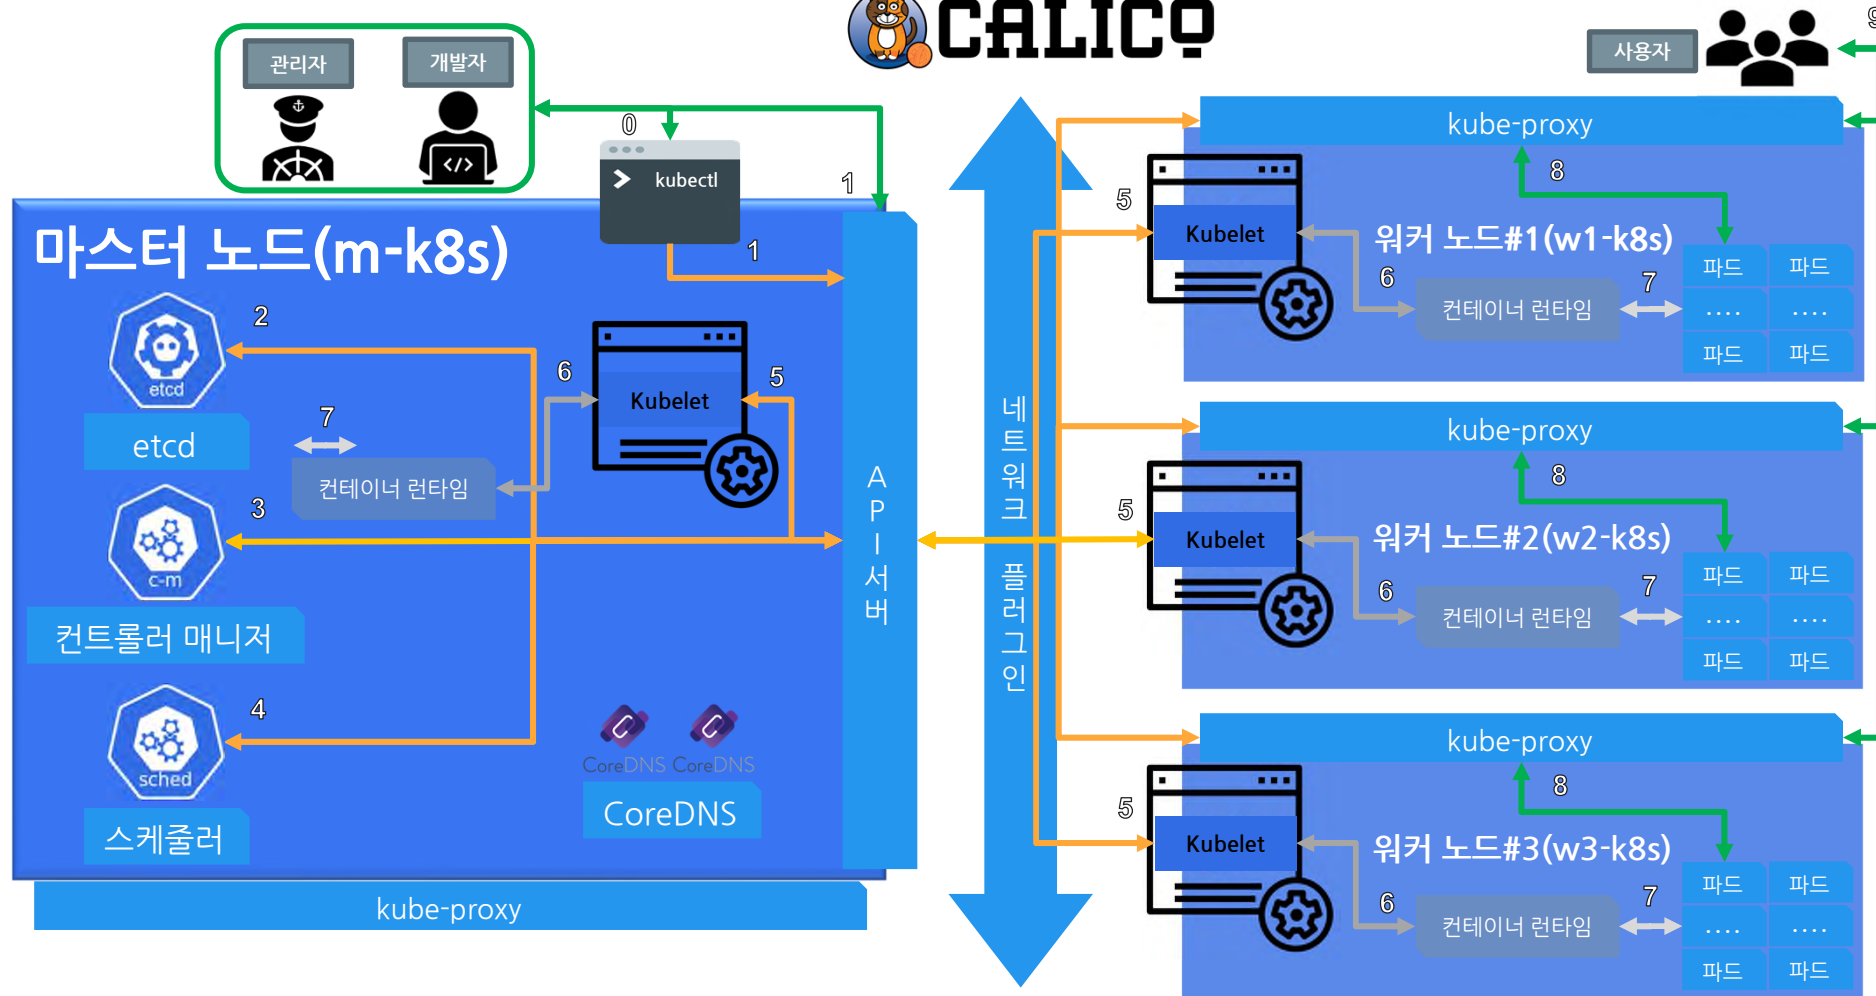 CALICO
관리자
개발자
사용자
9
0
kubectl
1
1
마스터 노드(m-k8s)
2
etcd
etcd
3
c-m
컨트롤러 매니저
4
sched
스케줄러
7
컨테이너 런타임
6
Kubelet
5
CoreDNS CoreDNS
CoreDNS
API서버
kube-proxy
네트워크 플러그인
kube-proxy
8
5
Kubelet
워커 노드#1(w1-k8s)
6
컨테이너 런타임
7
파드 파드
.... ....
파드 파드
kube-proxy
8
5
Kubelet
워커 노드#2(w2-k8s)
6
컨테이너 런타임
7
파드 파드
.... ....
파드 파드
kube-proxy
8
5
Kubelet
워커 노드#3(w3-k8s)
6
컨테이너 런타임
7
파드 파드
.... ....
파드 파드